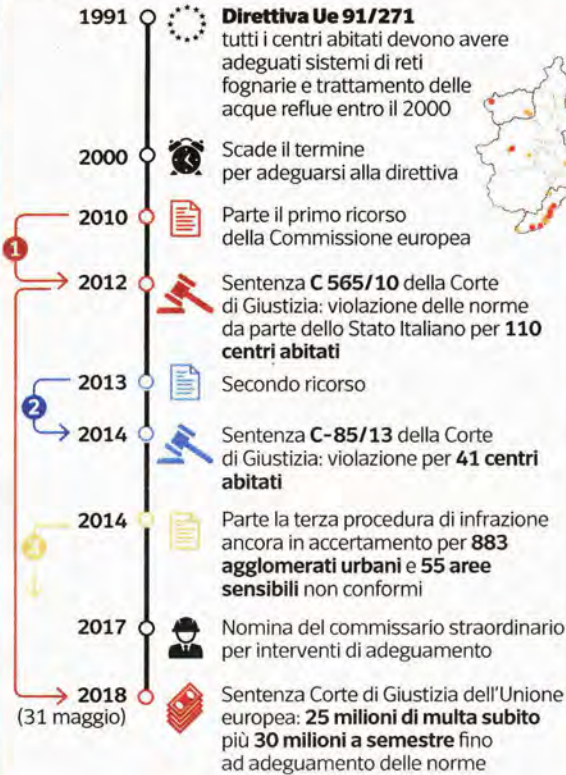 1991 Direttiva Ue 91/271
tutti i centri abitati devono avere
adeguati sistemi di reti
fognarie e trattamento delle
acque reflue entro il 2000
2000 Scade il termine
per adeguarsi alla direttiva
1
2010 Parte il primo ricorso
della Commissione europea
2012 Sentenza C 565/10 della Corte
di Giustizia: violazione delle norme
da parte dello Stato Italiano per 110
centri abitati
2
2013 Secondo ricorso
2014 Sentenza C-85/13 della Corte
di Giustizia: violazione per 41 centri
abitati
3
2014 Parte la terza procedura di infrazione
ancora in accertamento per 883
agglomerati urbani e 55 aree
sensibili non conformi
2017 Nomina del commissario straordinario
per interventi di adeguamento
2018 Sentenza Corte di Giustizia dell'Unione
(31 maggio) europea: 25 milioni di multa subito
più 30 milioni a semestre fino
ad adeguamento delle norme